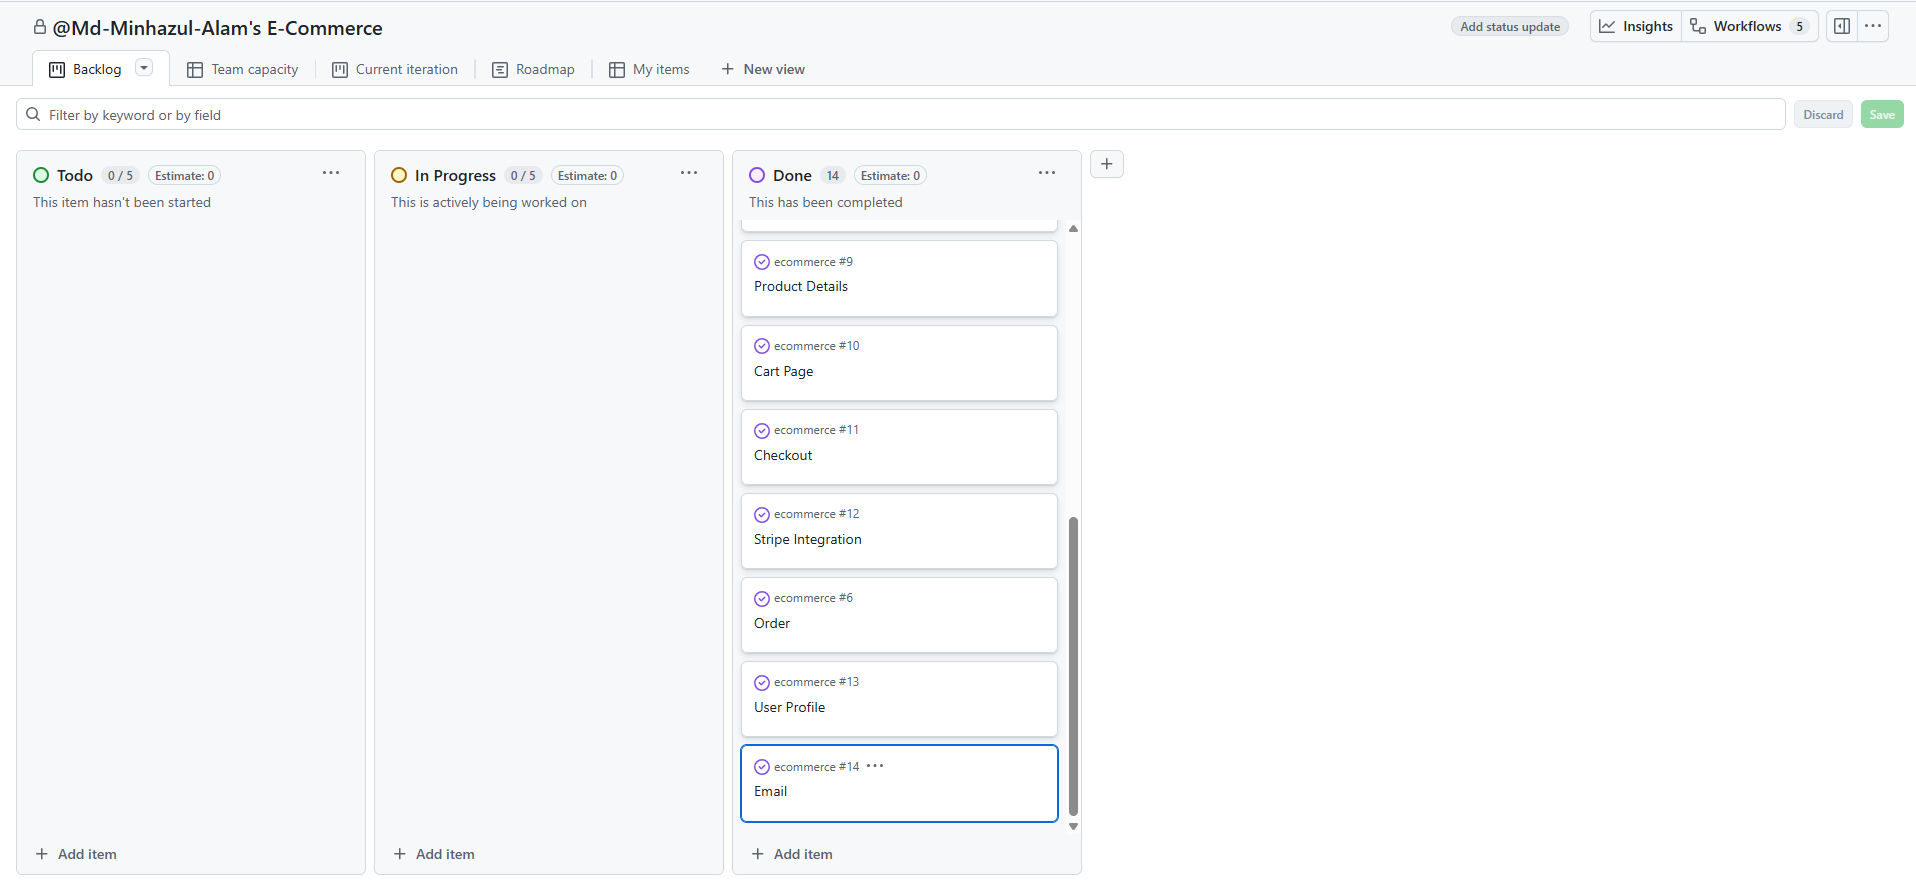 @Md-Minhazul-Alam's E-Commerce
Add status update
Insights
Workflows 5
Backlog
Team capacity
Current iteration
Roadmap
My items
New view
Filter by keyword or by field
Discard
Save
Todo 0 / 5 Estimate: 0
This item hasn't been started
Add item
In Progress 0 / 5 Estimate: 0
This is actively being worked on
Add item
Done 14 Estimate: 0
This has been completed
ecommerce #9
Product Details
ecommerce #10
Cart Page
ecommerce #11
Checkout
ecommerce #12
Stripe Integration
ecommerce #6
Order
ecommerce #13
User Profile
ecommerce #14
Email
Add item